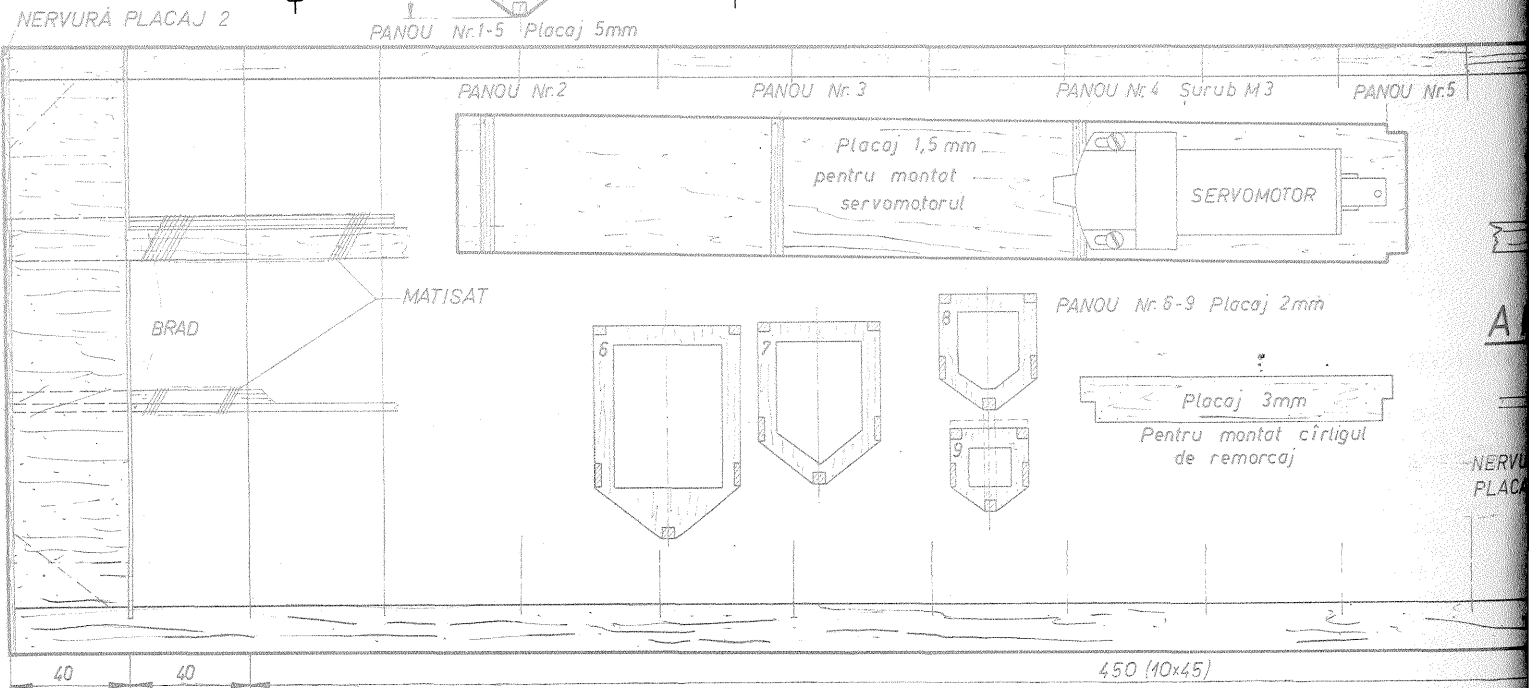 NERVURĂ PLACAJ 2
PANOU Nr.1-5 Placaj 5mm
PANOU Nr.2
PANOU Nr. 3
PANOU Nr. 4 Surub M3
PANOU Nr.5
Placaj 1,5 mm
pentru montat
servomotorul
SERVOMOTOR
MATISAT
BRAD
PANOU Nr. 6-9 Placaj 2mm
6
7
8
9
Placaj 3mm
Pentru montat cîrligul
de remorcaj
A
NERVU
PLACA
40
40
450 (10x45)